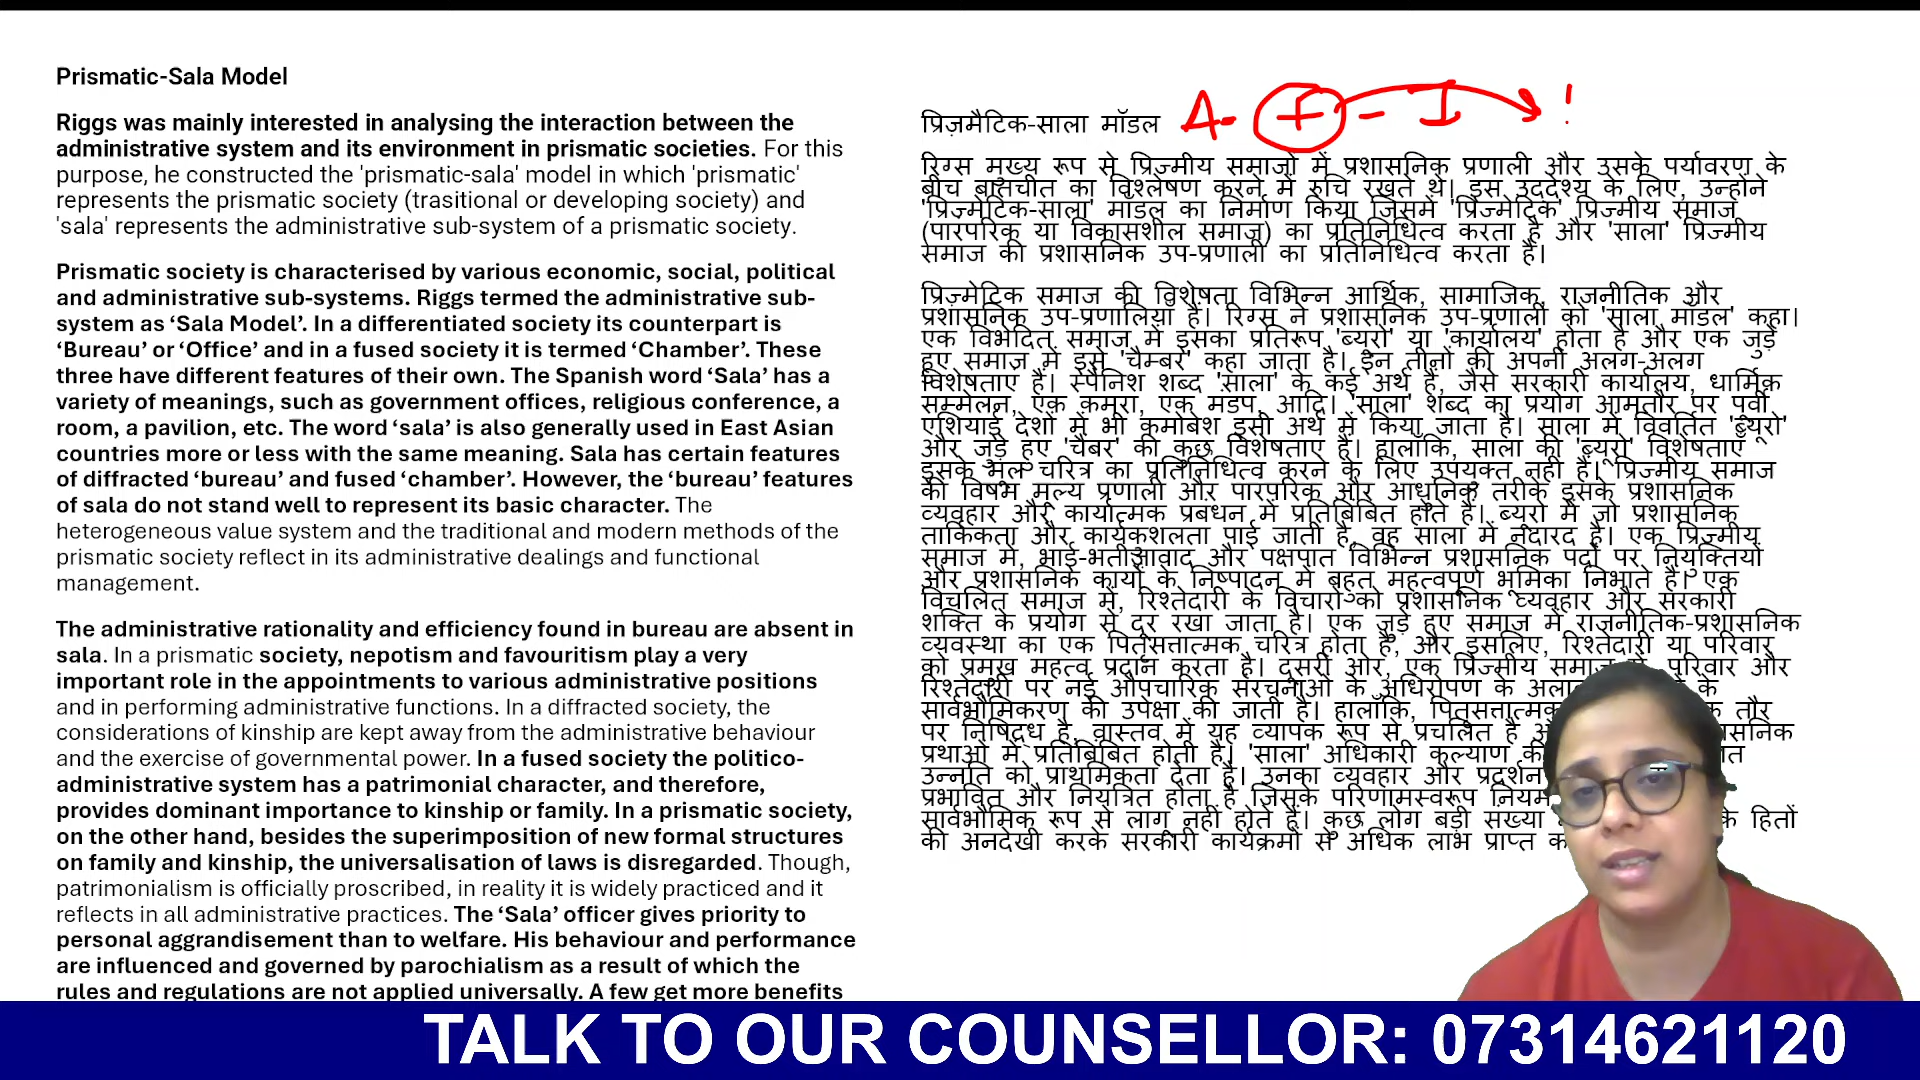 Prismatic-Sala Model
Riggs was mainly interested in analysing the interaction between the
administrative system and its environment in prismatic societies. For this
purpose, he constructed the 'prismatic-sala' model in which 'prismatic'
represents the prismatic society (trasitional or developing society) and
'sala' represents the administrative sub-system of a prismatic society.
Prismatic society is characterised by various economic, social, political
and administrative sub-systems. Riggs termed the administrative sub-
system as ‘Sala Model’. In a differentiated society its counterpart is
‘Bureau’ or ‘Office’ and in a fused society it is termed ‘Chamber’. These
three have different features of their own. The Spanish word ‘Sala’ has a
variety of meanings, such as government offices, religious conference, a
room, a pavilion, etc. The word ‘sala’ is also generally used in East Asian
countries more or less with the same meaning. Sala has certain features
of diffracted ‘bureau’ and fused ‘chamber’. However, the ‘bureau’ features
of sala do not stand well to represent its basic character. The
heterogeneous value system and the traditional and modern methods of the
prismatic society reflect in its administrative dealings and functional
management.
The administrative rationality and efficiency found in bureau are absent in
sala. In a prismatic society, nepotism and favouritism play a very
important role in the appointments to various administrative positions
and in performing administrative functions. In a diffracted society, the
considerations of kinship are kept away from the administrative behaviour
and the exercise of governmental power. In a fused society the politico-
administrative system has a patrimonial character, and therefore,
provides dominant importance to kinship or family. In a prismatic society,
on the other hand, besides the superimposition of new formal structures
on family and kinship, the universalisation of laws is disregarded. Though,
patrimonialism is officially proscribed, in reality it is widely practiced and it
reflects in all administrative practices. The ‘Sala’ officer gives priority to
personal aggrandisement than to welfare. His behaviour and performance
are influenced and governed by parochialism as a result of which the
rules and regulations are not applied universally. A few get more benefits
प्रिज़मैटिक-साला मॉडल A- I - I !
रिग्स मुख्य रूप से प्रिज्मीय समाजों में प्रशासनिक प्रणाली और उसके पर्यावरण के
बीच बातचीत का विश्लेषण करने में रुचि रखते थे। इस उद्देश्य के लिए, उन्होंने
'प्रिज्मेटिक-साला' मॉडल का निर्माण किया जिसमें 'प्रिज्मेटिक' प्रिज्मीय समाज
(पारंपरिक या विकासशील समाज) का प्रतिनिधित्व करता है और 'साला' प्रिज्मीय
समाज की प्रशासनिक उप-प्रणाली का प्रतिनिधित्व करता है।
प्रिज्मेटिक समाज की विशेषता विभिन्न आर्थिक, सामाजिक, राजनीतिक और
प्रशासनिक उप-प्रणालियाँ हैं। रिग्स ने प्रशासनिक उप-प्रणाली को 'साला मॉडल' कहा।
एक विभेदित समाज में इसका प्रतिरूप 'ब्यूरो' या 'कार्यालय' होता है और एक जुड़े
हुए समाज में इसे 'चैम्बर' कहा जाता है। इन तीनों की अपनी अलग-अलग
विशेषताएं हैं। स्पैनिश शब्द 'साला' के कई अर्थ हैं, जैसे सरकारी कार्यालय, धार्मिक
सम्मेलन, एक कमरा, एक मंडप, आदि। 'साला' शब्द का प्रयोग आमतौर पर पूर्वी
एशियाई देशों में भी कमोबेश इसी अर्थ में किया जाता है। साला में विवर्तित 'ब्यूरो'
और जुड़े हुए 'चैंबर' की कुछ विशेषताएं हैं। हालाँकि, साला की 'ब्यूरो' विशेषताएँ
इसके मूल चरित्र का प्रतिनिधित्व करने के लिए उपयुक्त नहीं हैं। प्रिज्मीय समाज
की विषम मूल्य प्रणाली और पारंपरिक और आधुनिक तरीके इसके प्रशासनिक
व्यवहार और कार्यात्मक प्रबंधन में प्रतिबिंबित होते हैं। ब्यूरो में जो प्रशासनिक
तार्किकता और कार्यकुशलता पाई जाती है, वह साला में नदारद है। एक प्रिज्मीय
समाज में, भाई-भतीजावाद और पक्षपात विभिन्न प्रशासनिक पदों पर नियुक्तियों
और प्रशासनिक कार्यों के निष्पादन में बहुत महत्वपूर्ण भूमिका निभाते हैं। एक
विचलित समाज में, रिश्तेदारी के विचारों को प्रशासनिक व्यवहार और सरकारी
शक्ति के प्रयोग से दूर रखा जाता है। एक जुड़े हुए समाज में राजनीतिक-प्रशासनिक
व्यवस्था का एक पितृसत्तात्मक चरित्र होता है, और इसलिए, रिश्तेदारी या परिवार
को प्रमुख महत्व प्रदान करता है। दूसरी ओर, एक प्रिज्मीय समाज परिवार और
रिश्तेदारी पर नई औपचारिक संरचनाओं के अधिरोपण के के
सार्वभौमिकरण की उपेक्षा की जाती है। हालाँकि, तौर
पर निषिद्ध है, वास्तव में यह व्यापक रूप से प्रचलित है
प्रथाओं में प्रतिबिंबित होती है। 'साला' अधिकारी कल्याण
उन्नति को प्राथमिकता देता है। उनका व्यवहार और प्रदर्शन
प्रभावित और नियंत्रित होता है जिसके परिणामस्वरूप नियम
सार्वभौमिक रूप से लागू नहीं होते हैं। कुछ लोग बड़ी संख्या के हितों
की अनदेखी करके सरकारी कार्यक्रमों से अधिक लाभ प्राप्त
TALK TO OUR COUNSELLOR: 07314621120